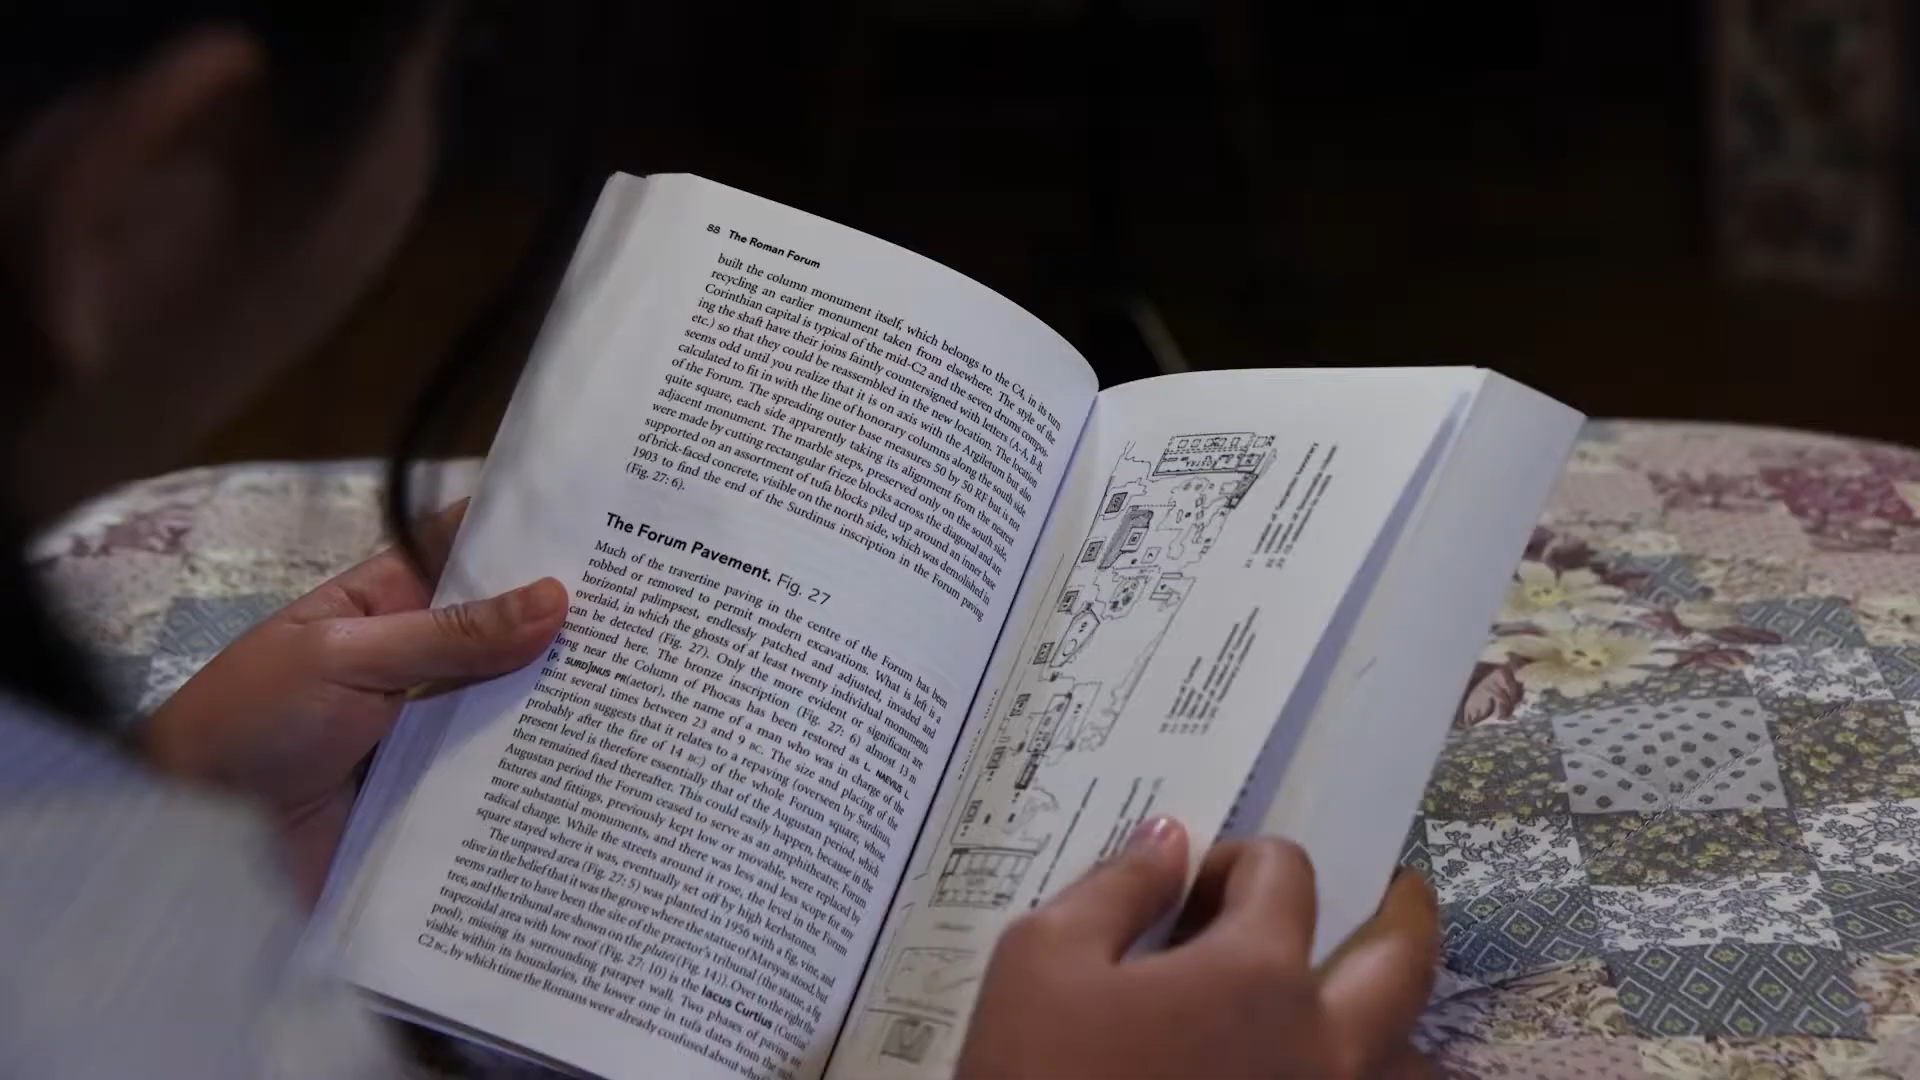 88 The Roman Forum
built the column monument itself, which belongs to the C4, in its turn
recycling an earlier monument taken from elsewhere. The style of the
Corinthian capital is typical of the mid-C2 and the seven drums compos-
ing the shaft have their joins faintly countersigned with letters (A-A, B-B,
etc.) so that they could be reassembled in the new location. The location
seems odd until you realize that it is on axis with the Argiletum but also
calculated to fit in with the line of honorary columns along the south side
of the Forum. The spreading outer base measures 50 by 50 RF but is not
quite square, each side apparently taking its alignment from the nearest
adjacent monument. The marble steps, preserved only on the south side,
were made by cutting rectangular frieze blocks across the diagonal and are
supported on an assortment of tufa blocks piled up around an inner base
of brick-faced concrete, visible on the north side, which was demolished in
1903 to find the end of the Surdinus inscription in the Forum paving
(Fig. 27: 6).
The Forum Pavement. Fig. 27
Much of the travertine paving in the centre of the Forum has been
robbed or removed to permit modern excavations. What is left is a
horizontal palimpsest, endlessly patched and adjusted, invaded and
overlaid, in which the ghosts of at least twenty individual monuments
can be detected (Fig. 27). Only the more evident or significant are
mentioned here. The bronze inscription (Fig. 27: 6) almost 13 m
long near the Column of Phocas has been restored as L. NAEVIUS L.
[F. SURD]INUS PR(aetor), the name of a man who was in charge of the
mint several times between 23 and 9 BC. The size and placing of the
inscription suggests that it relates to a repaving (overseen by Surdinus,
probably after the fire of 14 BC) of the whole Forum square, whose
present level is therefore essentially that of the Augustan period, which
then remained fixed thereafter. This could easily happen, because in the
Augustan period the Forum ceased to serve as an amphitheatre. Forum
fixtures and fittings, previously kept low or movable, were replaced by
more substantial monuments, and there was less and less scope for any
radical change. While the streets around it rose, the level in the Forum
square stayed where it was, eventually set off by high kerbstones.
The unpaved area (Fig. 27: 5) was planted in 1956 with a fig, vine, and
olive in the belief that it was the grove where the statue of Marsyas stood, but
seems rather to have been the site of the praetor's tribunal (the statue, a fig
tree, and the tribunal are shown on the plutei (Fig. 14)). Over to the right the
trapezoidal area with low roof (Fig. 27: 10) is the lacus Curtius (Curtius'
pool), missing its surrounding parapet wall. Two phases of paving are
visible within its boundaries, the lower one in tufa dates from the
C2 BC, by which time the Romans were already confused about